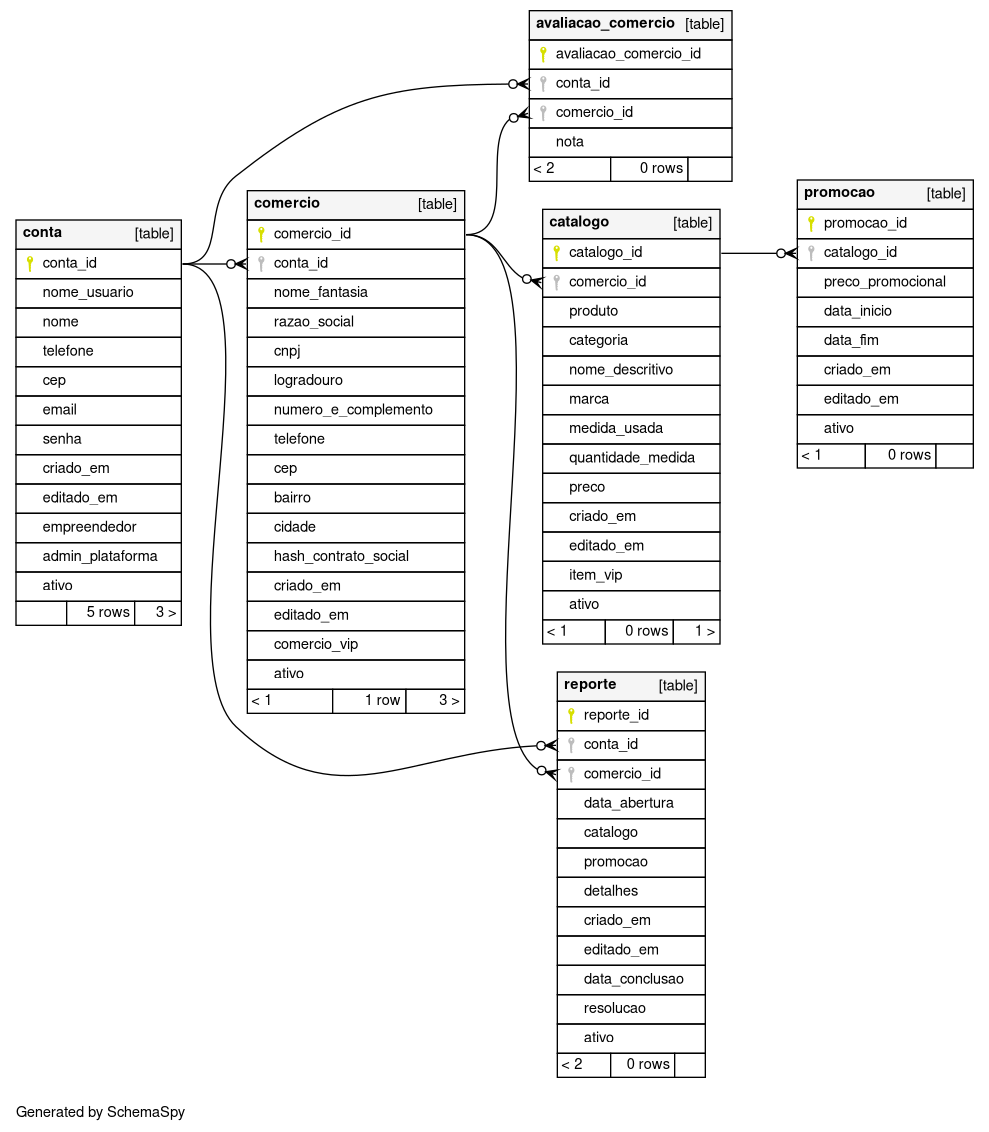 avaliacao_comercio [table]
avaliacao_comercio_id
conta_id
comercio_id
nota
< 2 0 rows
conta [table]
conta_id
nome_usuario
nome
telefone
cep
email
senha
criado_em
editado_em
empreendedor
admin_plataforma
ativo
5 rows 3 >
comercio [table]
comercio_id
conta_id
nome_fantasia
razao_social
cnpj
logradouro
numero_e_complemento
telefone
cep
bairro
cidade
hash_contrato_social
criado_em
editado_em
comercio_vip
ativo
< 1 1 row 3 >
catalogo [table]
catalogo_id
comercio_id
produto
categoria
nome_descritivo
marca
medida_usada
quantidade_medida
preco
criado_em
editado_em
item_vip
ativo
< 1 0 rows 1 >
promocao [table]
promocao_id
catalogo_id
preco_promocional
data_inicio
data_fim
criado_em
editado_em
ativo
< 1 0 rows
reporte [table]
reporte_id
conta_id
comercio_id
data_abertura
catalogo
promocao
detalhes
criado_em
editado_em
data_conclusao
resolucao
ativo
< 2 0 rows
Generated by SchemaSpy